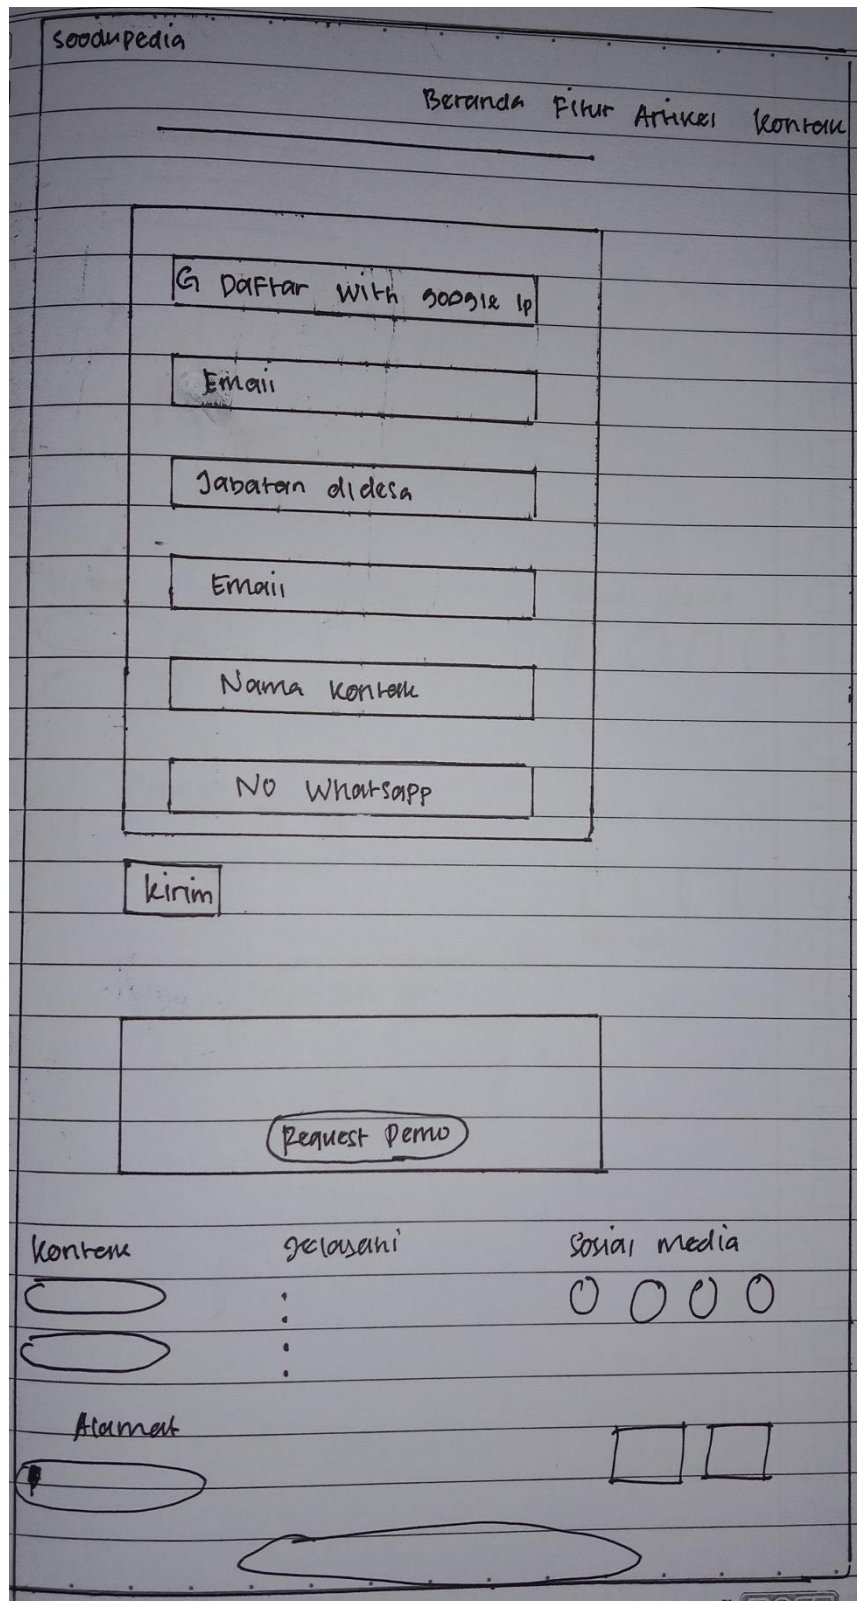 soodupedia
Beranda Fitur Artikel Kontak
G Daftar with google
Email
Jabatan didesa
Email
Nama Kontak
No Whatsapp
Kirim
Request Demo
Kontak Jelasahi Sosial media
Alamat